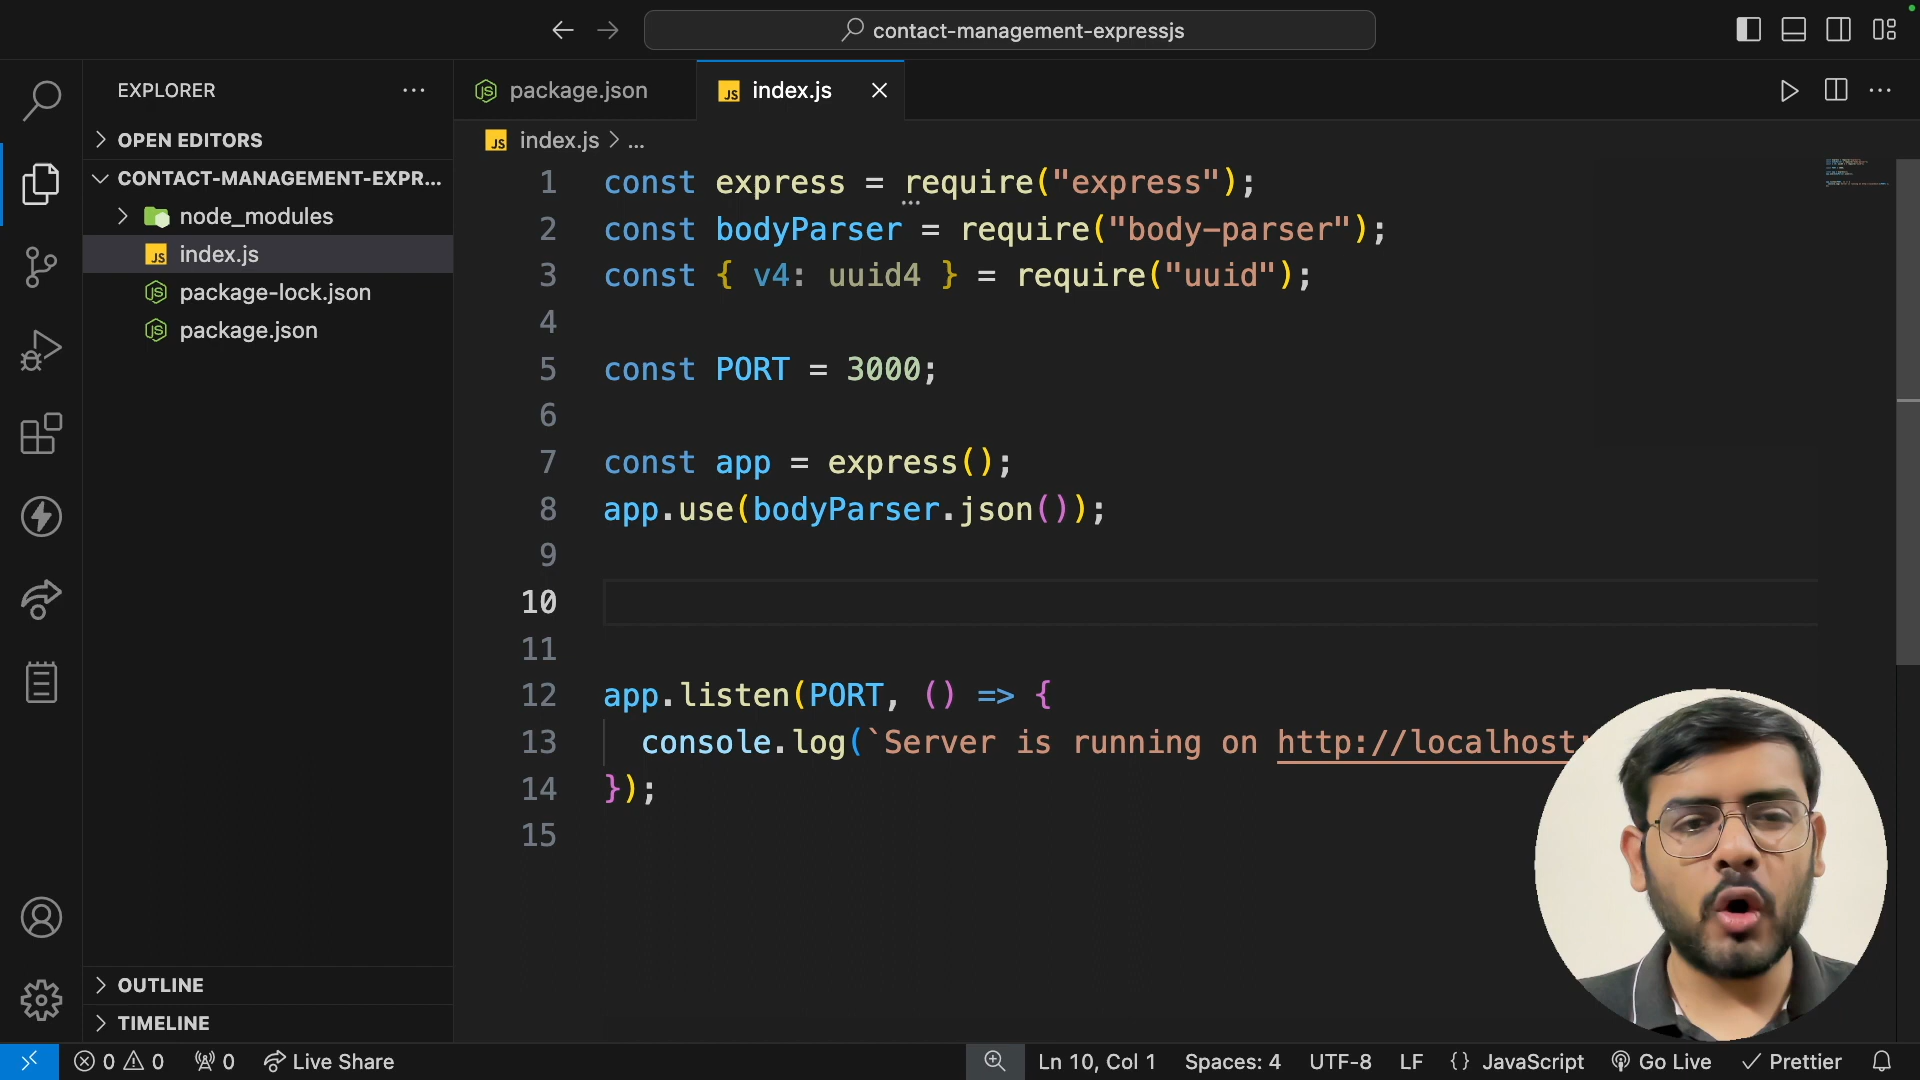 contact-management-expressjs
EXPLORER
OPEN EDITORS
CONTACT-MANAGEMENT-EXPR...
node_modules
JS index.js
package-lock.json
package.json
OUTLINE
TIMELINE
package.json
JS index.js
JS index.js > ...
1 const express = require("express");
2 const bodyParser = require("body-parser");
3 const { v4: uuid4 } = require("uuid");
4
5 const PORT = 3000;
6
7 const app = express();
8 app.use(bodyParser.json());
9
10
11
12 app.listen(PORT, () => {
13 console.log(`Server is running on http://localhost:
14 });
15
0 0 0 Live Share
Ln 10, Col 1 Spaces: 4 UTF-8 LF {} JavaScript Go Live Prettier